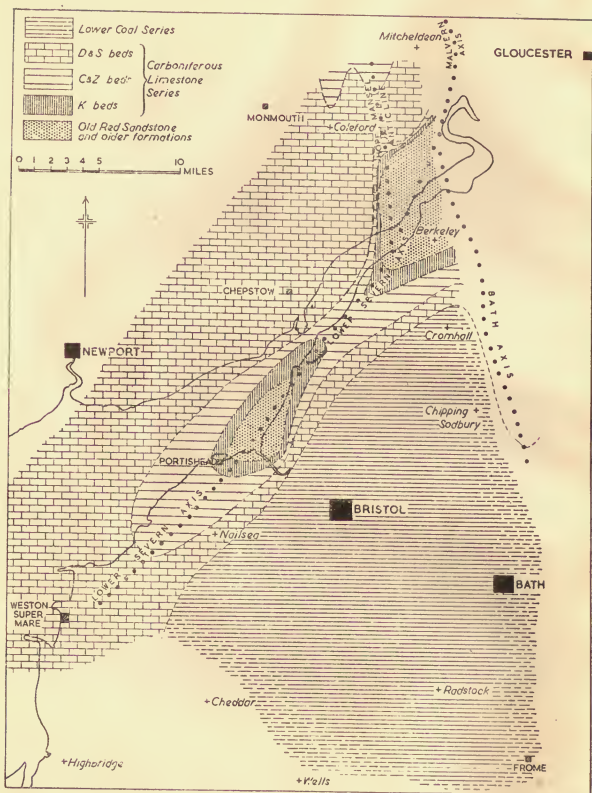 Lower Coal Series
D&S beds
C&Z beds
K beds
Carboniferous
Limestone
Series
Old Red Sandstone
and older formations
0 1 2 3 4 5 10
MILES
Mitcheldean
GLOUCESTER
MALVERN
AXIS
MONMOUTH
Coleford
ANTICLINE
Berkeley
CHEPSTOW
LOWER SEVERN AXIS
BATH AXIS
NEWPORT
Cromhall
Chipping
Sodbury
PORTISHEAD
BRISTOL
LOWER SEVERN AXIS
Nailsea
BATH
WESTON
SUPER
MARE
Cheddar
Radstock
Highbridge
FROME
Wells